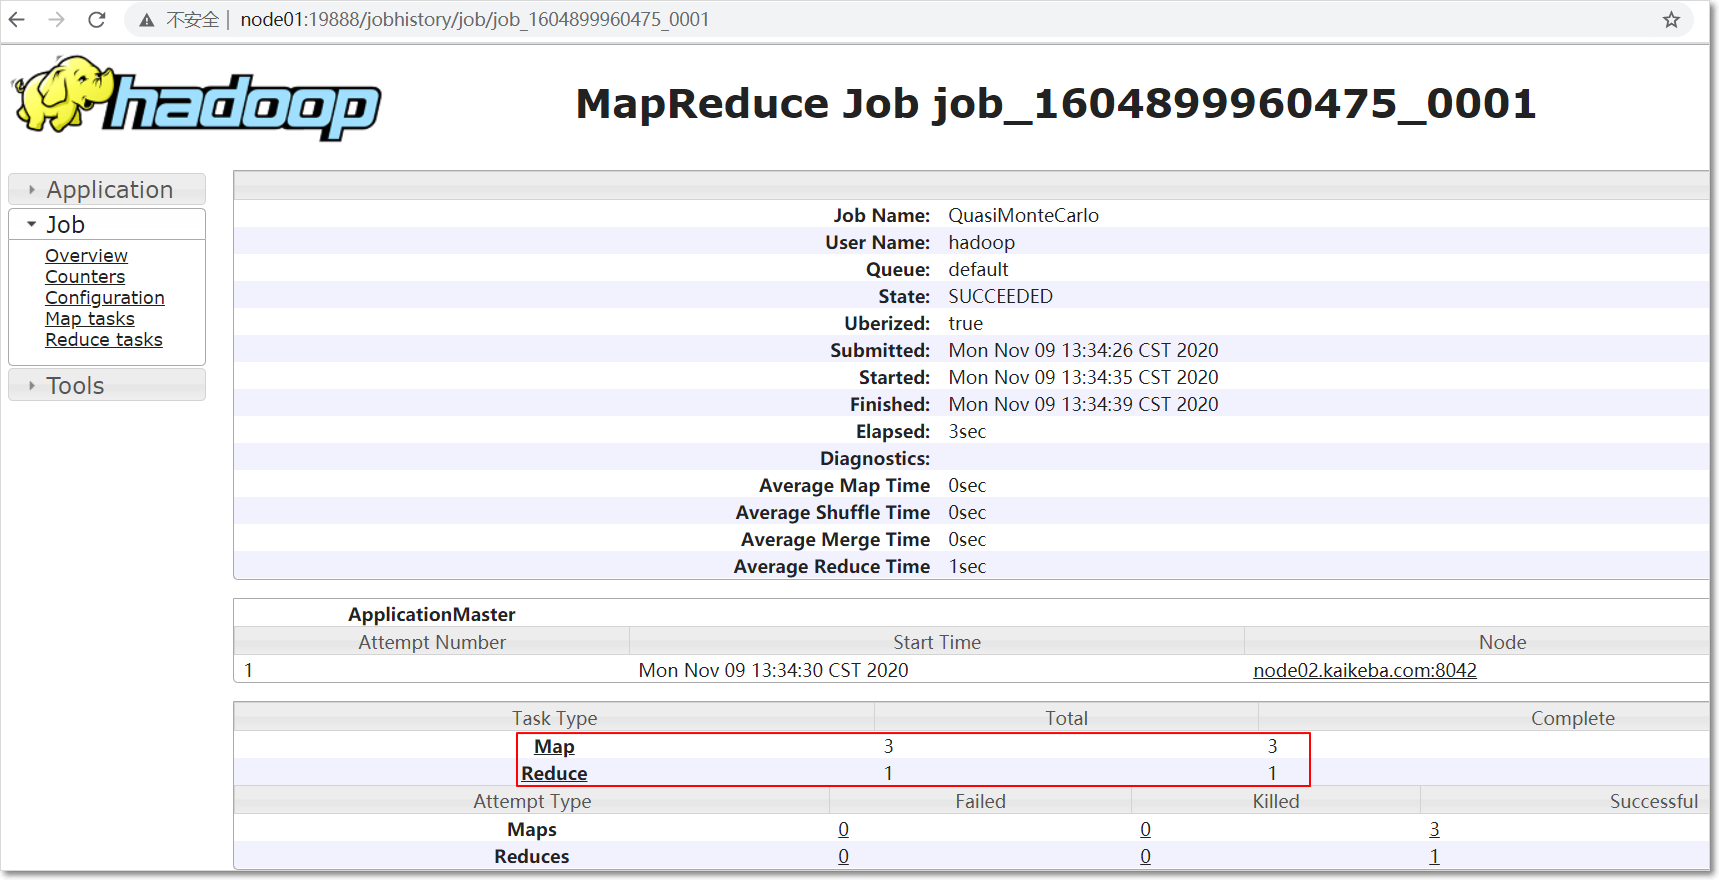 不安全 | node01:19888/jobhistory/job/job_1604899960475_0001
hadoop
MapReduce Job job_1604899960475_0001
Application
Job
Overview
Counters
Configuration
Map tasks
Reduce tasks
Tools
Job Name: QuasiMonteCarlo
User Name: hadoop
Queue: default
State: SUCCEEDED
Uberized: true
Submitted: Mon Nov 09 13:34:26 CST 2020
Started: Mon Nov 09 13:34:35 CST 2020
Finished: Mon Nov 09 13:34:39 CST 2020
Elapsed: 3sec
Diagnostics:
Average Map Time 0sec
Average Shuffle Time 0sec
Average Merge Time 0sec
Average Reduce Time 1sec
ApplicationMaster
Attempt Number Start Time Node
1 Mon Nov 09 13:34:30 CST 2020 node02.kaikeba.com:8042
Task Type Total Complete
Map 3 3
Reduce 1 1
Attempt Type Failed Killed Successful
Maps 0 0 3
Reduces 0 0 1